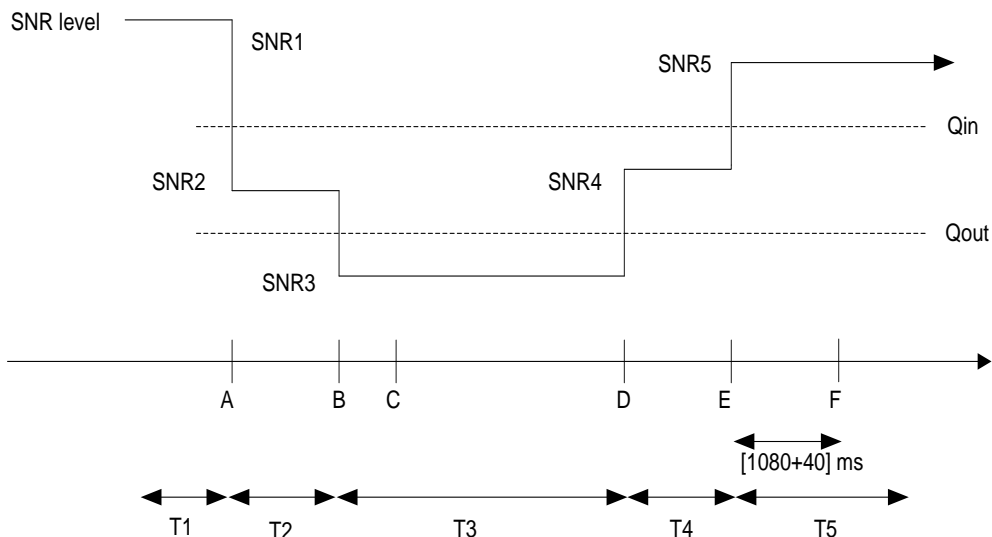 SNR level
SNR1
SNR5
Qin
SNR2
SNR4
Qout
SNR3
A B C D E F
[1080+40] ms
T1 T2 T3 T4 T5